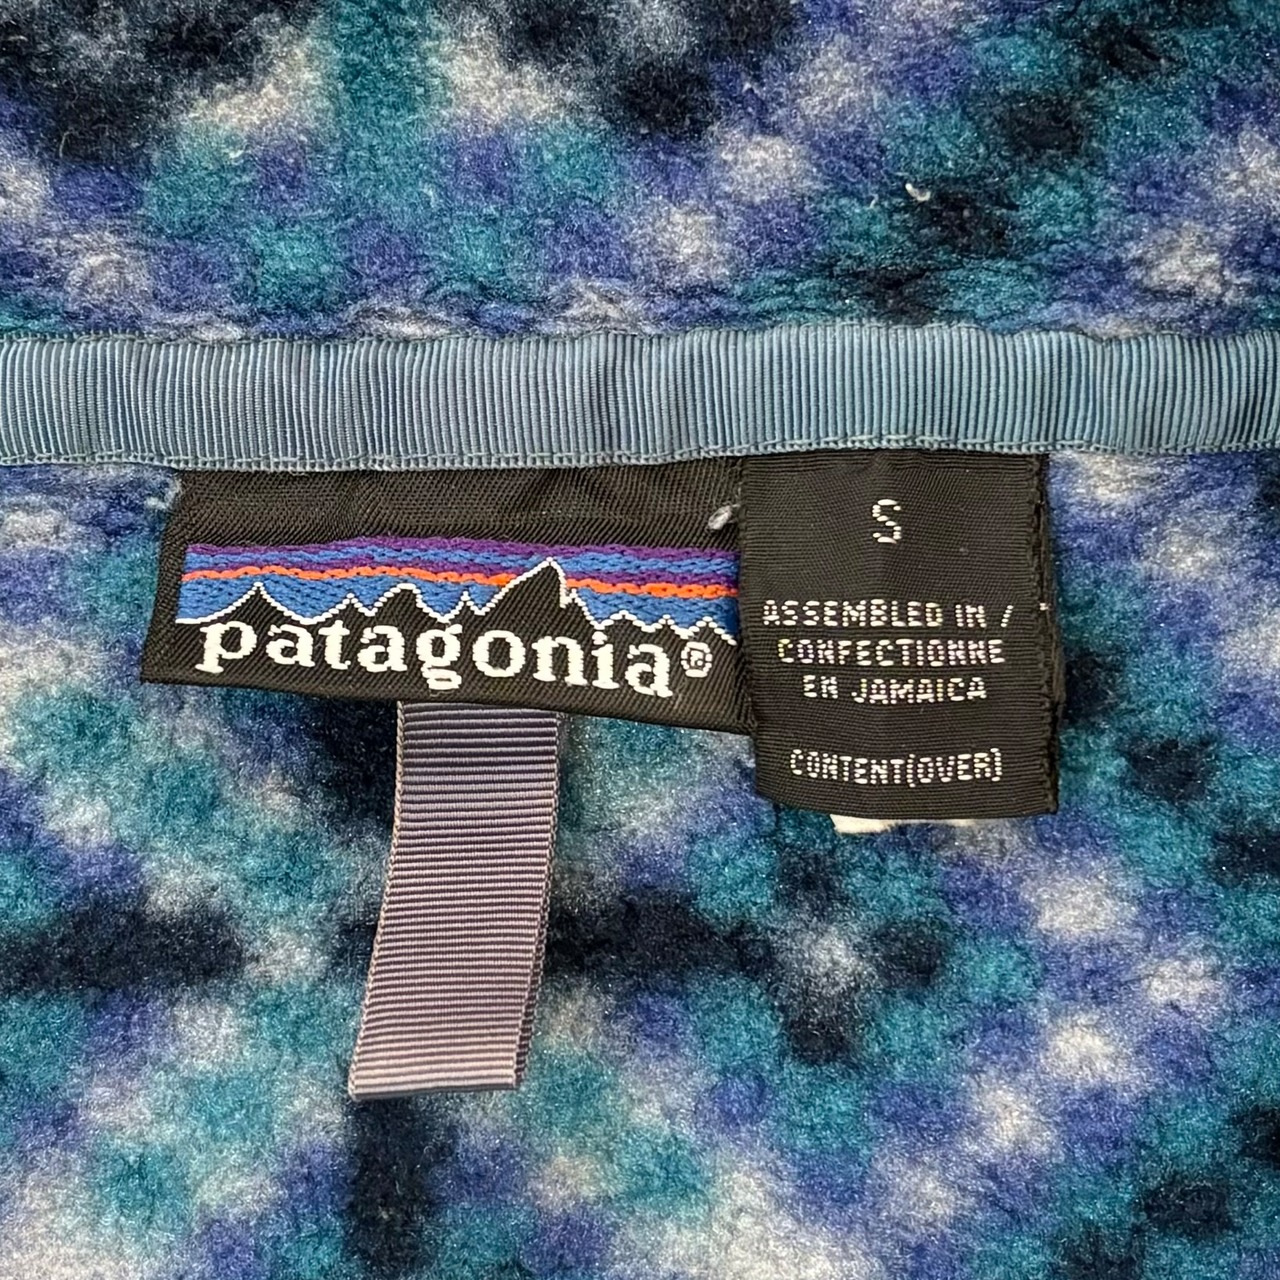 patagonia®
S
ASSEMBLED IN /
CONFECTIONNE
EN JAMAICA
CONTENT(OVER)